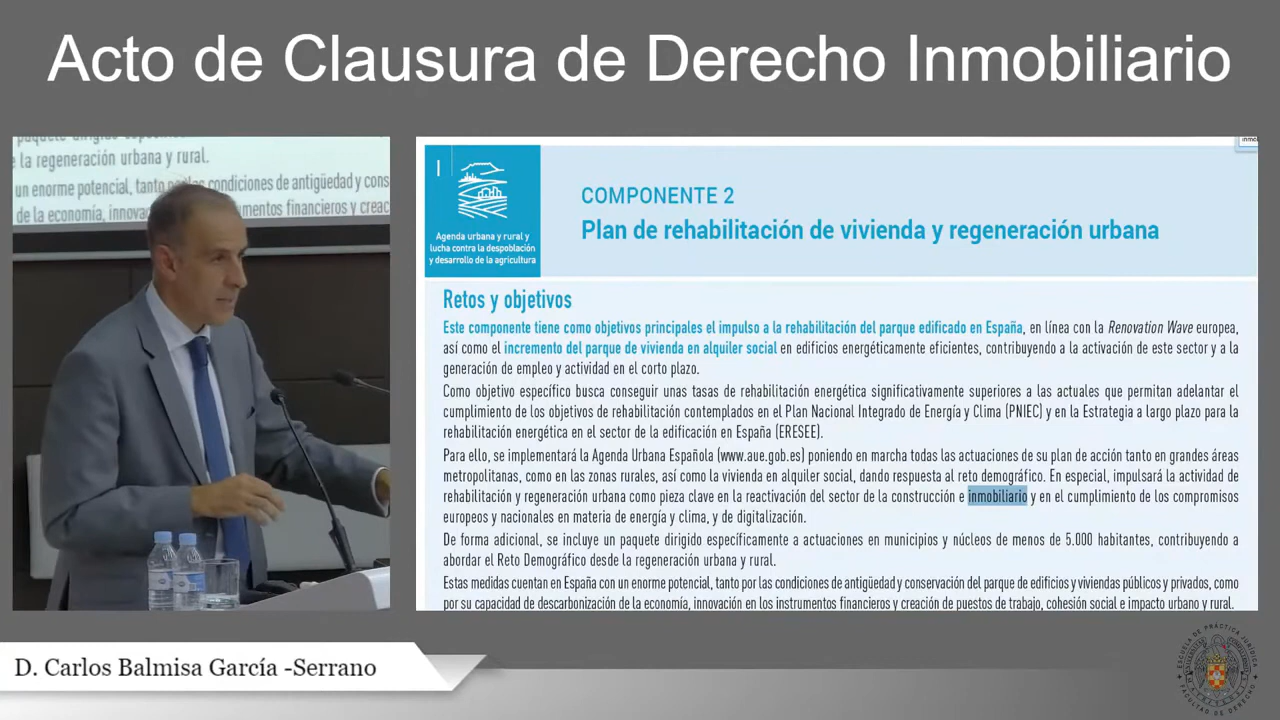 Acto de Clausura de Derecho Inmobiliario
la regeneración urbana y rural.
un enorme potencial, tanto condiciones de antigüedad y cons
de la economía, innovac instrumentos financieros y creac
Agenda urbana y rural y
lucha contra la despoblación
y desarrollo de la agricultura
COMPONENTE 2
Plan de rehabilitación de vivienda y regeneración urbana
Retos y objetivos
Este componente tiene como objetivos principales el impulso a la rehabilitación del parque edificado en España, en línea con la Renovation Wave europea,
así como el incremento del parque de vivienda en alquiler social en edificios energéticamente eficientes, contribuyendo a la activación de este sector y a la
generación de empleo y actividad en el corto plazo.
Como objetivo específico busca conseguir unas tasas de rehabilitación energética significativamente superiores a las actuales que permitan adelantar el
cumplimiento de los objetivos de rehabilitación contemplados en el Plan Nacional Integrado de Energía y Clima (PNIEC) y en la Estrategia a largo plazo para la
rehabilitación energética en el sector de la edificación en España (ERESEE).
Para ello, se implementará la Agenda Urbana Española (www.aue.gob.es) poniendo en marcha todas las actuaciones de su plan de acción tanto en grandes áreas
metropolitanas, como en las zonas rurales, así como la vivienda en alquiler social, dando respuesta al reto demográfico. En especial, impulsará la actividad de
rehabilitación y regeneración urbana como pieza clave en la reactivación del sector de la construcción e inmobiliario y en el cumplimiento de los compromisos
europeos y nacionales en materia de energía y clima, y de digitalización.
De forma adicional, se incluye un paquete dirigido específicamente a actuaciones en municipios y núcleos de menos de 5.000 habitantes, contribuyendo a
abordar el Reto Demográfico desde la regeneración urbana y rural.
Estas medidas cuentan en España con un enorme potencial, tanto por las condiciones de antigüedad y conservación del parque de edificios y viviendas públicos y privados, como
por su capacidad de descarbonización de la economía, innovación en los instrumentos financieros y creación de puestos de trabajo, cohesión social e impacto urbano y rural.
D. Carlos Balmisa García -Serrano
ESCUELA DE PRÁCTICA JURÍDICA
FACULTAD DE DERECHO